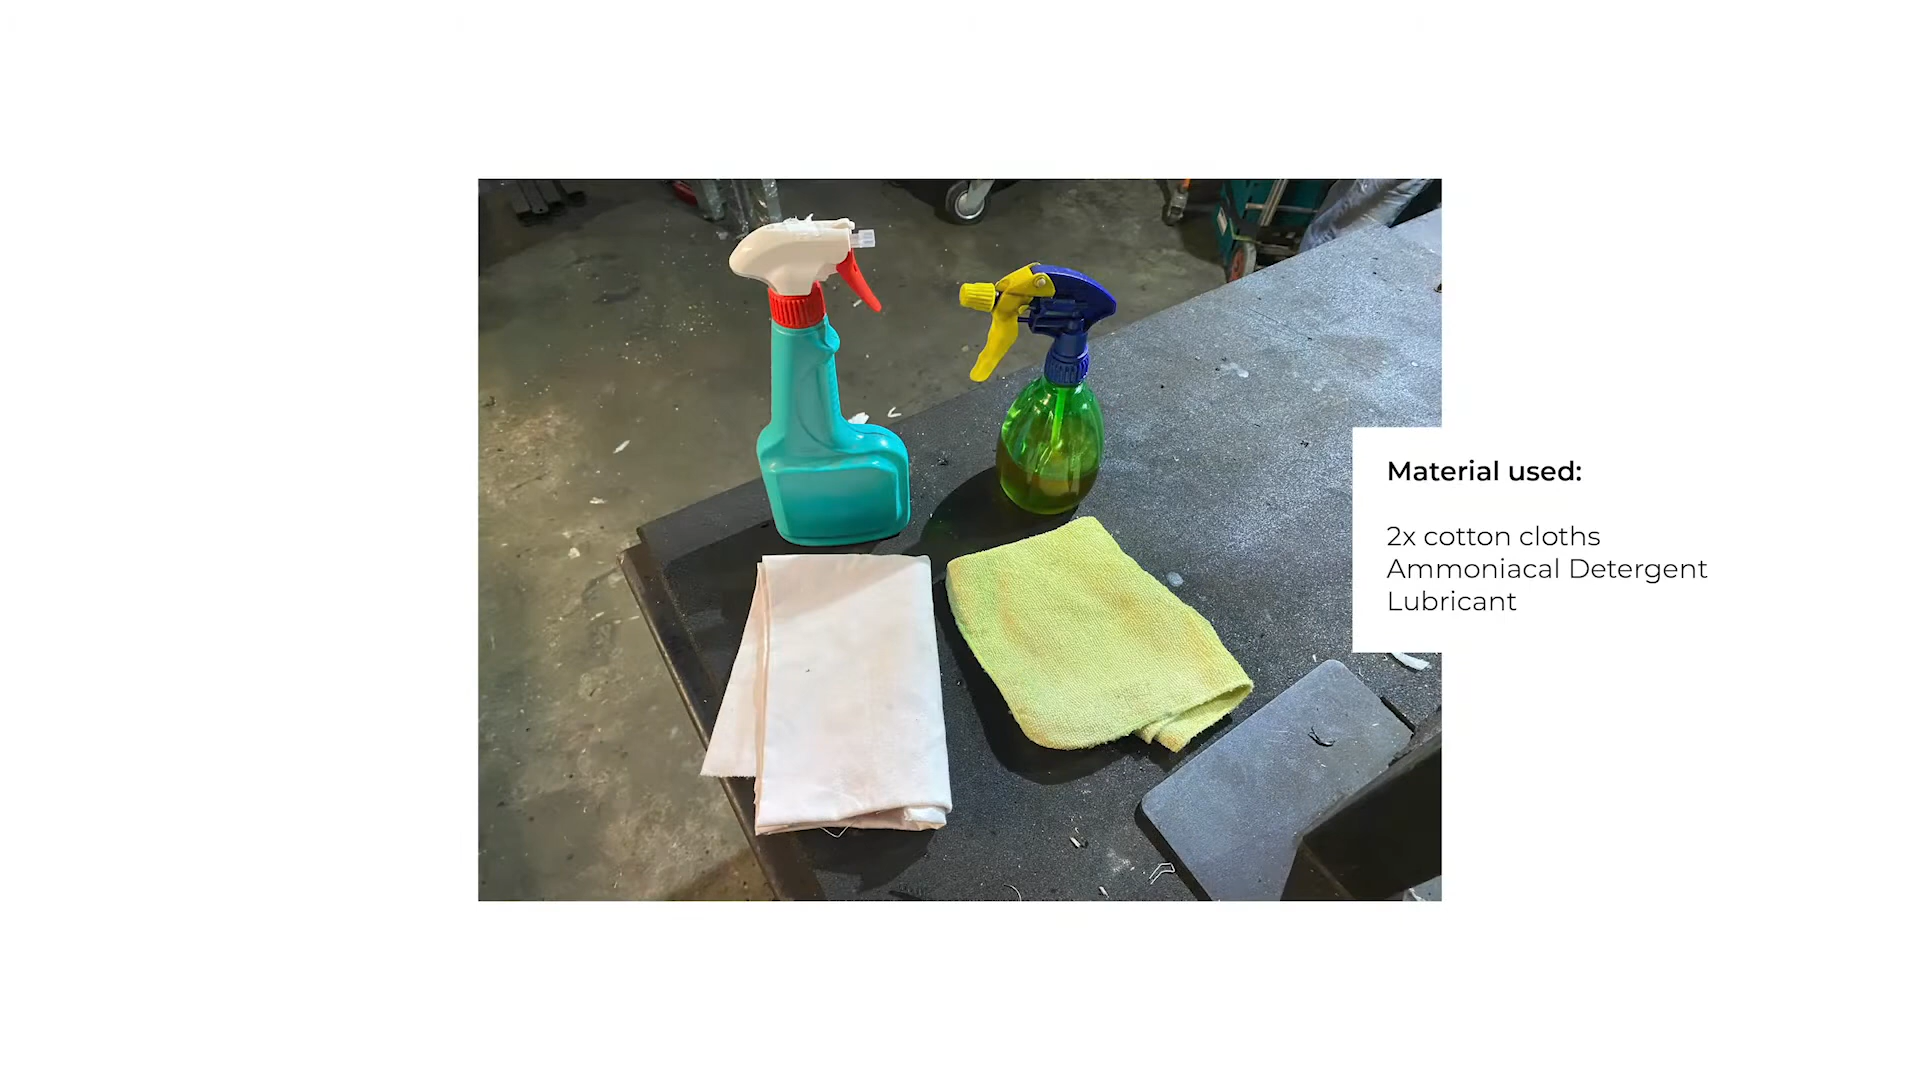 Material used:
2x cotton cloths
Ammoniacal Detergent
Lubricant